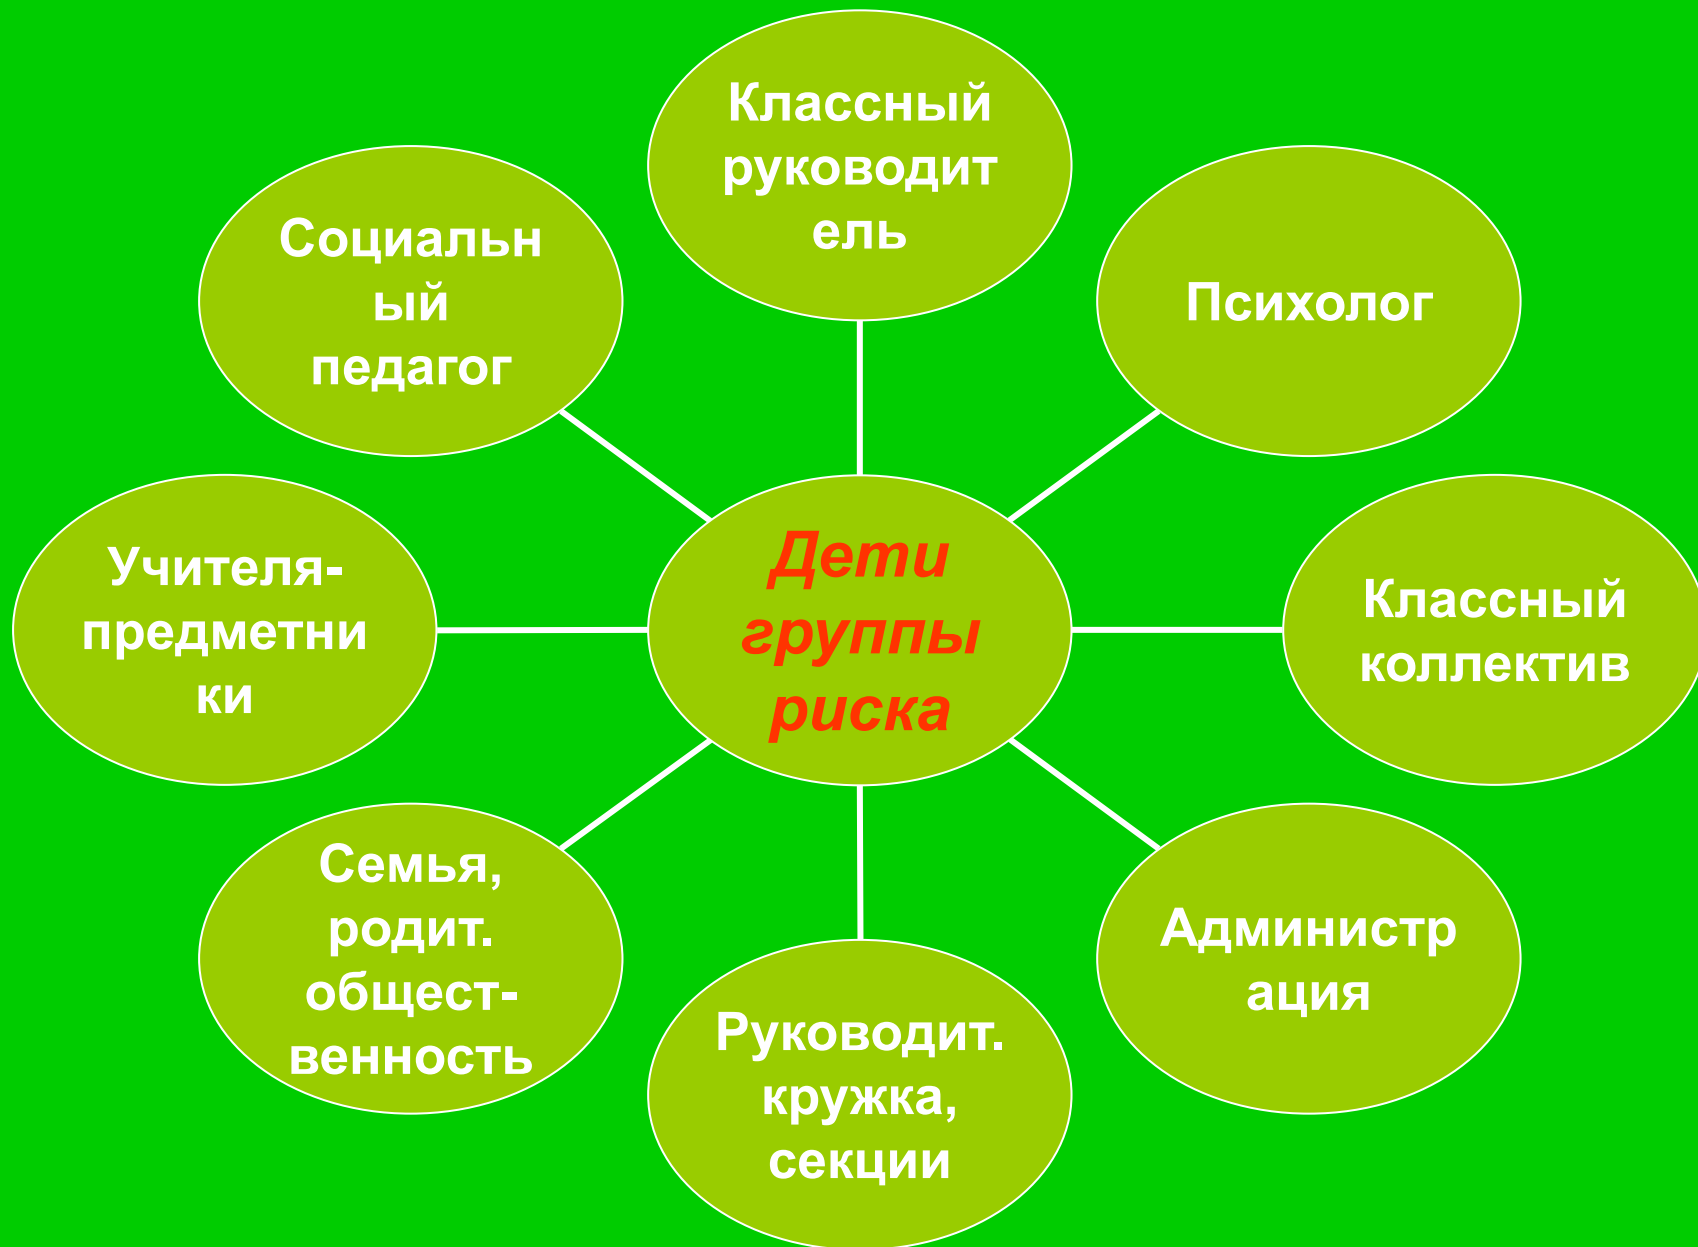 Классный
руководит
ель
Социальн
ый
педагог
Психолог
Учителя-
предметни
ки
Дети
группы
риска
Классный
коллектив
Семья,
родит.
общест-
венность
Администр
ация
Руководит.
кружка,
секции